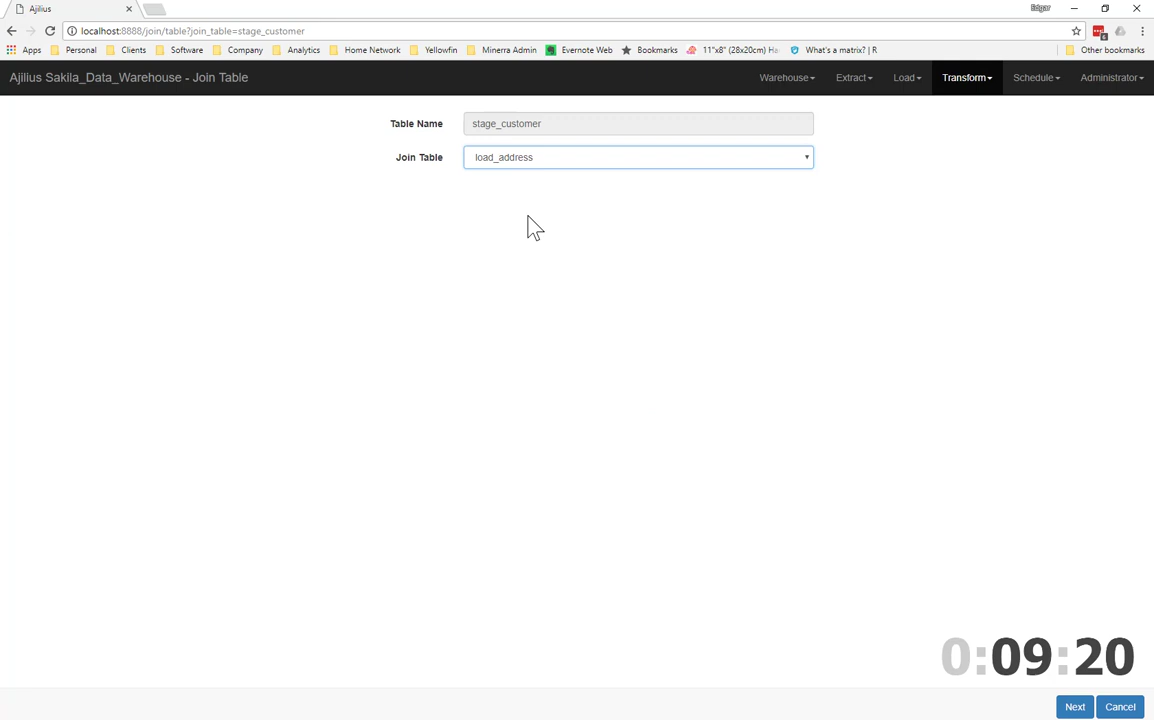 Ajilius
Edgar
localhost:8888/join/table?join_table=stage_customer
Apps Personal Clients Software Company Analytics Home Network Yellowfin Minerra Admin Evernote Web Bookmarks 11"x8" (28x20cm) Ha What's a matrix? | R Other bookmarks
Ajilius Sakila_Data_Warehouse - Join Table Warehouse Extract Load Transform Schedule Administrator
Table Name stage_customer
Join Table load_address
0:09:20
Next Cancel